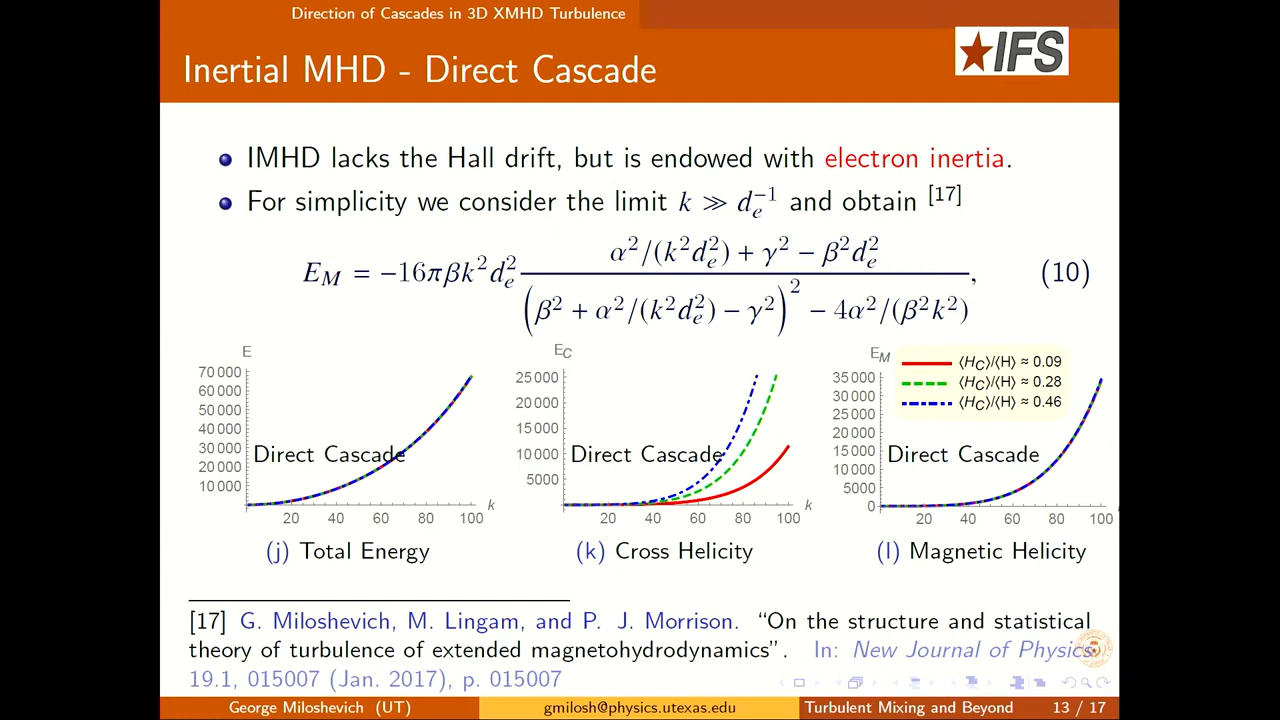 Direction of Cascades in 3D XMHD Turbulence
Inertial MHD - Direct Cascade
IFS
IMHD lacks the Hall drift, but is endowed with electron inertia.
For simplicity we consider the limit k ≫ d_e^{-1} and obtain [17]
E_M = −16πβk²d_e² (α²/(k²d_e²) + γ² − β²d_e²) / ((β² + α²/(k²d_e²) − γ²)² − 4α²/(β²k²)), (10)
E
70 000
60 000
50 000
40 000
30 000
20 000
10 000
Direct Cascade
20 40 60 80 100
k
E_C
25 000
20 000
15 000
10 000
5000
Direct Cascade
20 40 60 80 100
k
E_M
35 000
30 000
25 000
20 000
15 000
10 000
5000
0
Direct Cascade
20 40 60 80 100
⟨H_C⟩/⟨H⟩ ≈ 0.09
⟨H_C⟩/⟨H⟩ ≈ 0.28
⟨H_C⟩/⟨H⟩ ≈ 0.46
(j) Total Energy
(k) Cross Helicity
(l) Magnetic Helicity
[17] G. Miloshevich, M. Lingam, and P. J. Morrison. “On the structure and statistical
theory of turbulence of extended magnetohydrodynamics”. In: New Journal of Physics
19.1, 015007 (Jan. 2017), p. 015007
George Miloshevich (UT) gmilosh@physics.utexas.edu Turbulent Mixing and Beyond 13 / 17